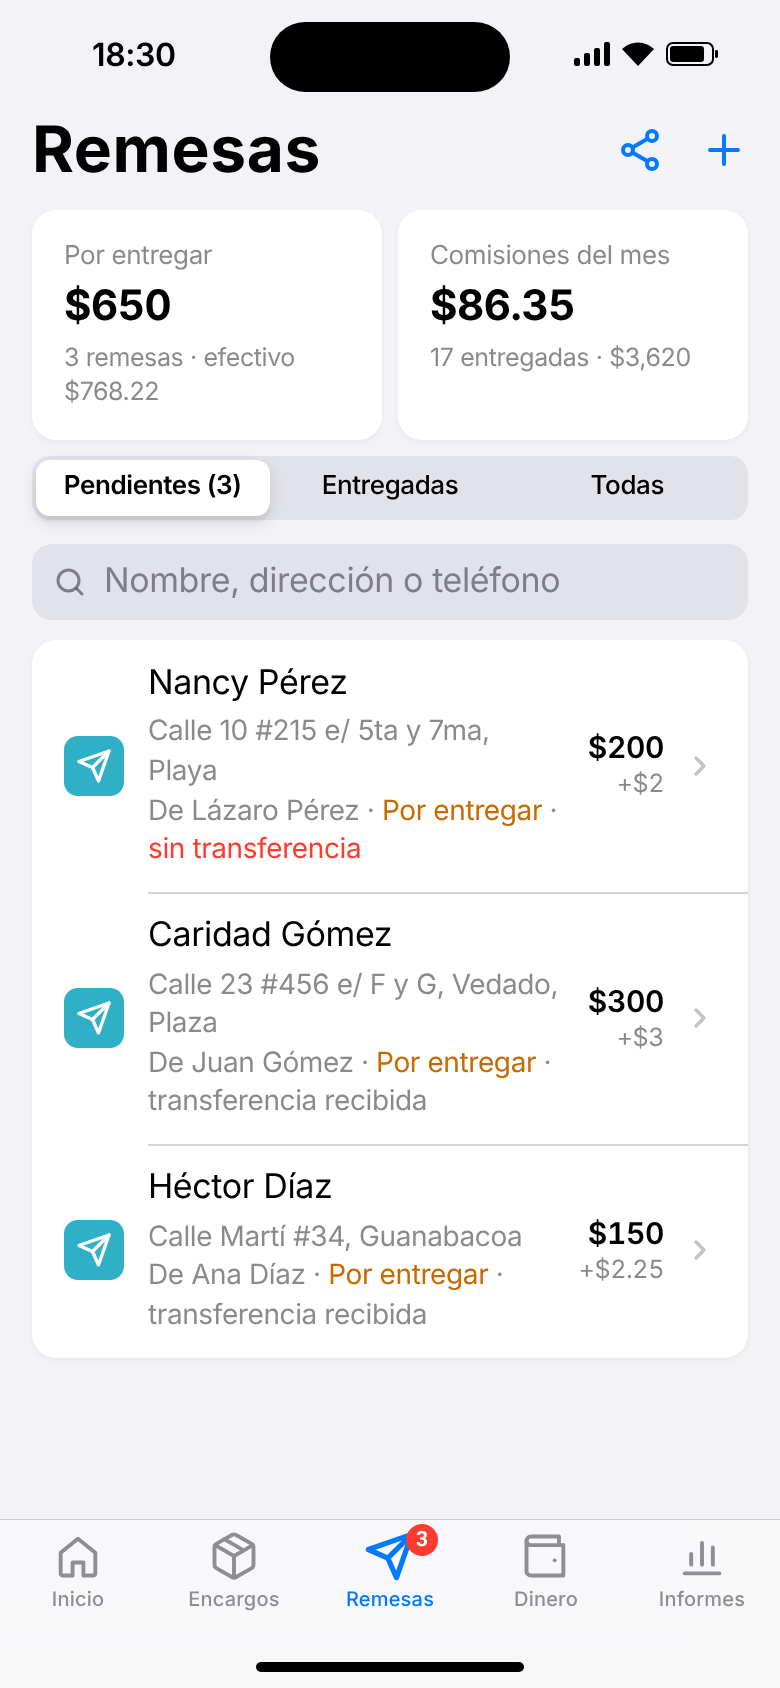 18:30
Remesas
Por entregar
$650
3 remesas · efectivo
$768.22
Comisiones del mes
$86.35
17 entregadas · $3,620
Pendientes (3)
Entregadas
Todas
Nombre, dirección o teléfono
Nancy Pérez
Calle 10 #215 e/ 5ta y 7ma,
Playa
De Lázaro Pérez · Por entregar ·
sin transferencia
$200
+$2
Caridad Gómez
Calle 23 #456 e/ F y G, Vedado,
Plaza
De Juan Gómez · Por entregar ·
transferencia recibida
$300
+$3
Héctor Díaz
Calle Martí #34, Guanabacoa
De Ana Díaz · Por entregar ·
transferencia recibida
$150
+$2.25
3
Inicio
Encargos
Remesas
Dinero
Informes